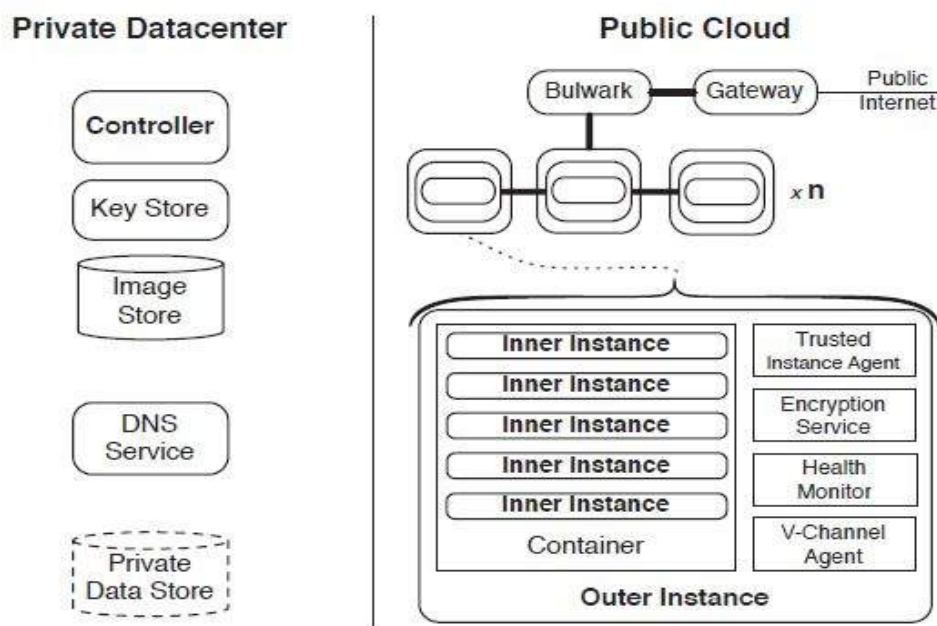 Private Datacenter
Controller
Key Store
Image
Store
DNS
Service
Private
Data Store
Public Cloud
Bulwark
Gateway
Public
Internet
x n
Inner Instance
Inner Instance
Inner Instance
Inner Instance
Inner Instance
Container
Trusted
Instance Agent
Encryption
Service
Health
Monitor
V-Channel
Agent
Outer Instance